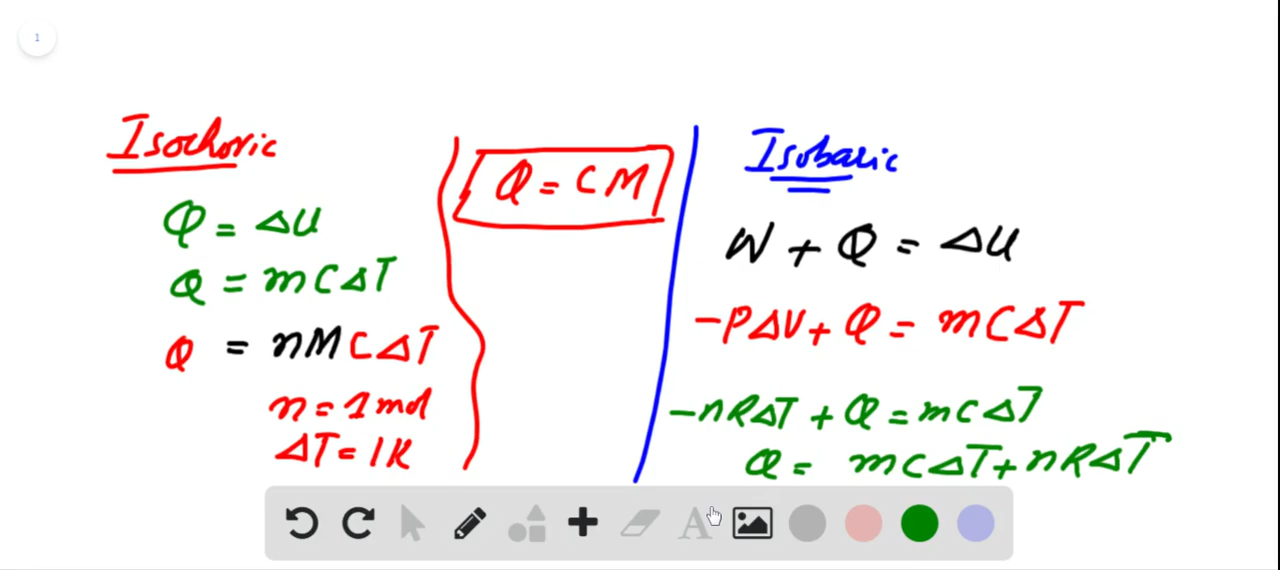 1
Isochoric
Q = ΔU
Q = mCΔT
Q = nMCΔT
n = 1 mol
ΔT = 1K
Q = CM
Isobaric
W + Q = ΔU
-PΔV + Q = mCΔT
-nRΔT + Q = mCΔT
Q = mCΔT + nRΔT
A